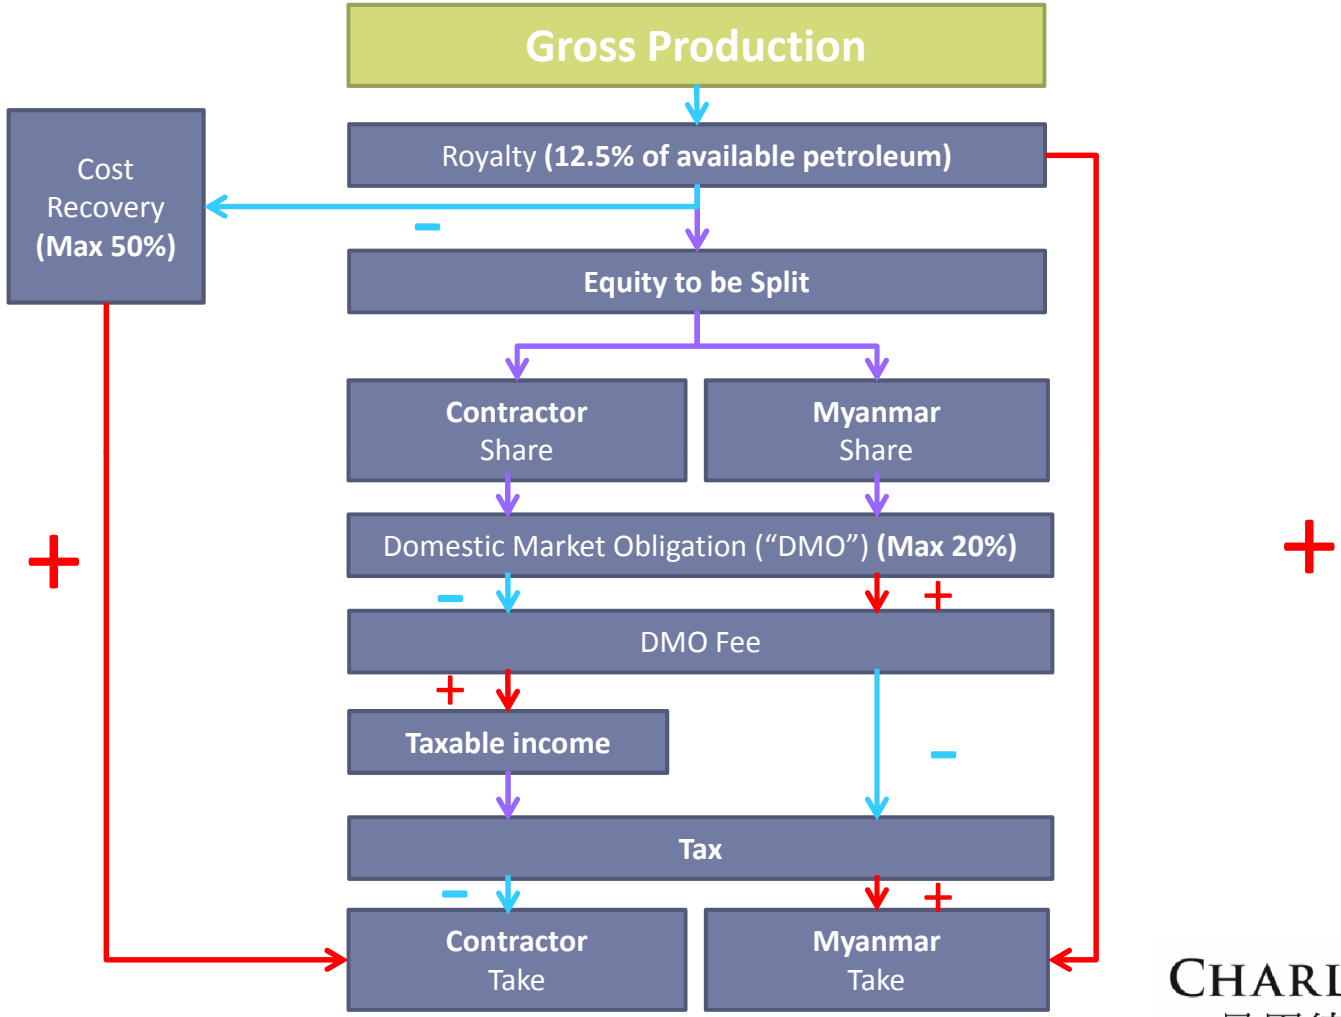 Gross Production
Royalty (12.5% of available petroleum)
Cost
Recovery
(Max 50%)
–
Equity to be Split
Contractor
Share
Myanmar
Share
+
+
Domestic Market Obligation (“DMO”) (Max 20%)
–
+
DMO Fee
+
Taxable income
–
Tax
–
+
Contractor
Take
Myanmar
Take
CHARL